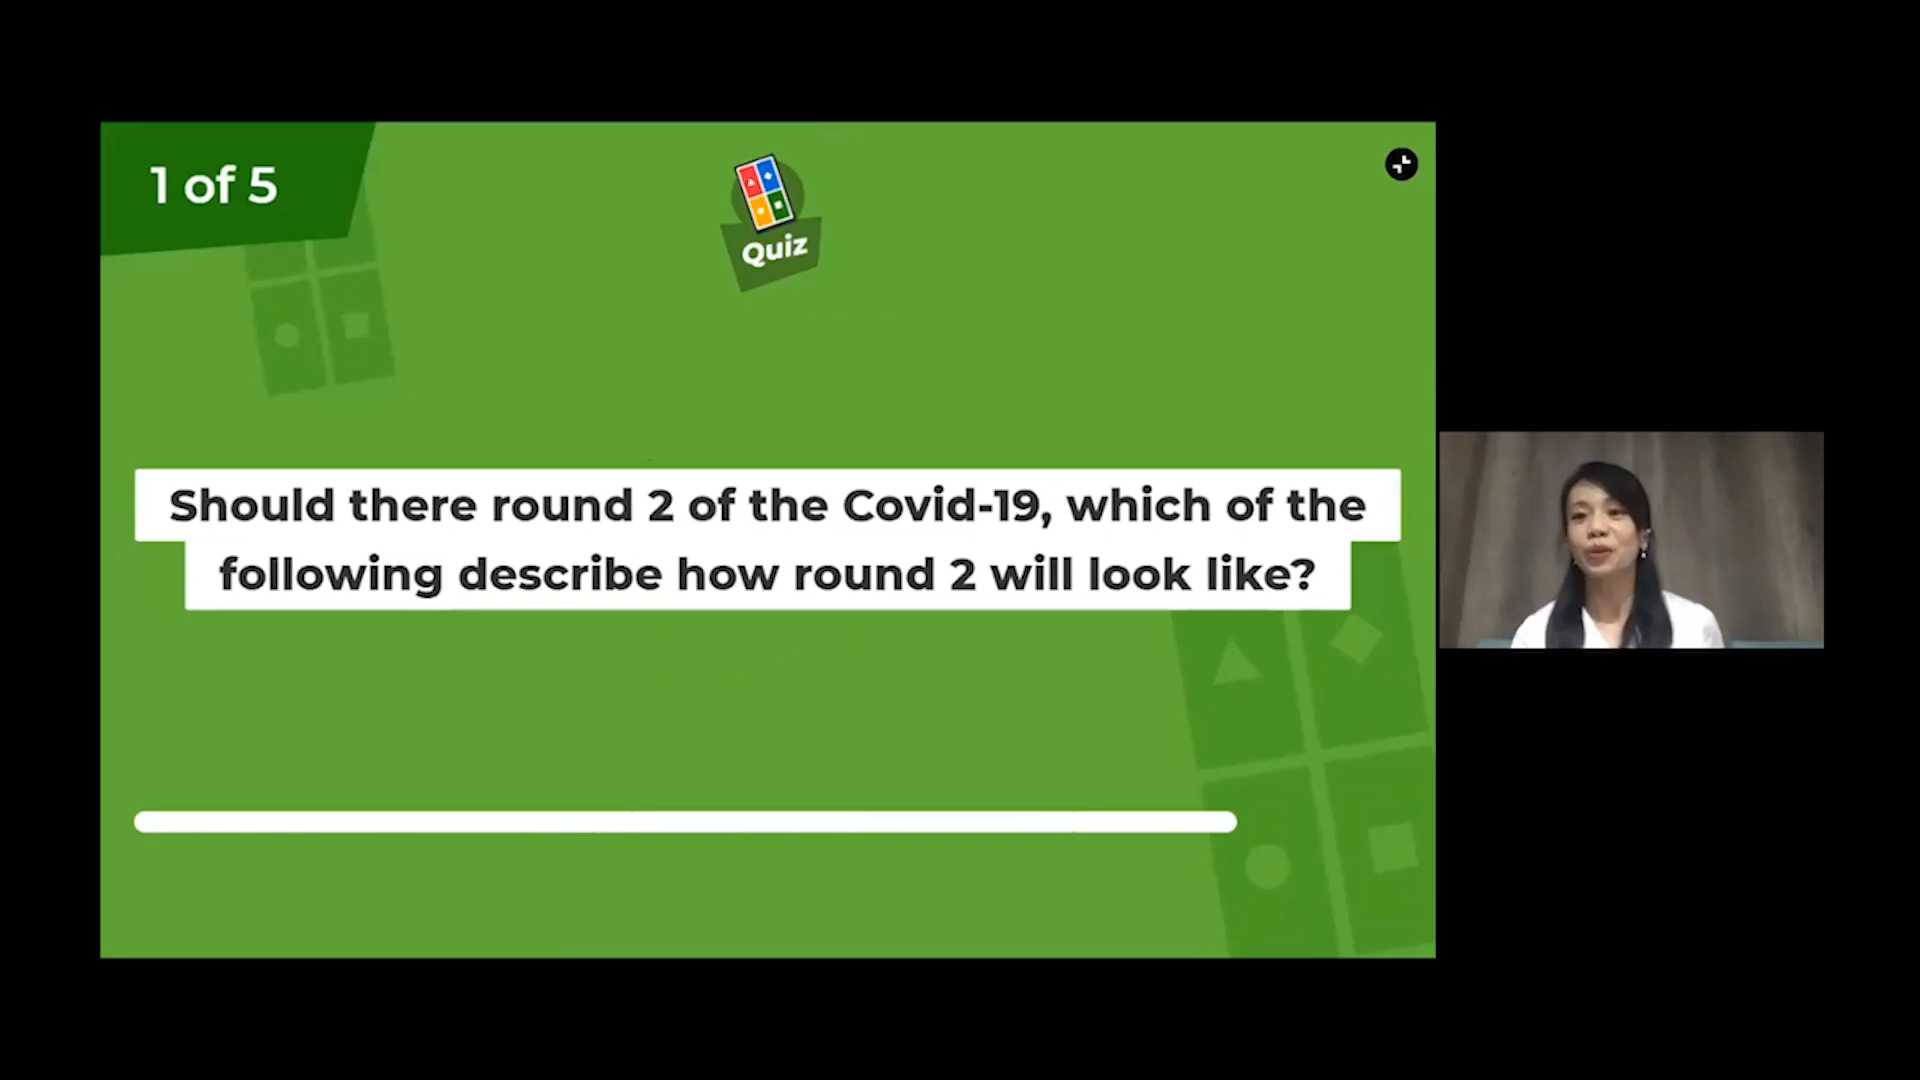 1 of 5
Quiz
Should there round 2 of the Covid-19, which of the
following describe how round 2 will look like?